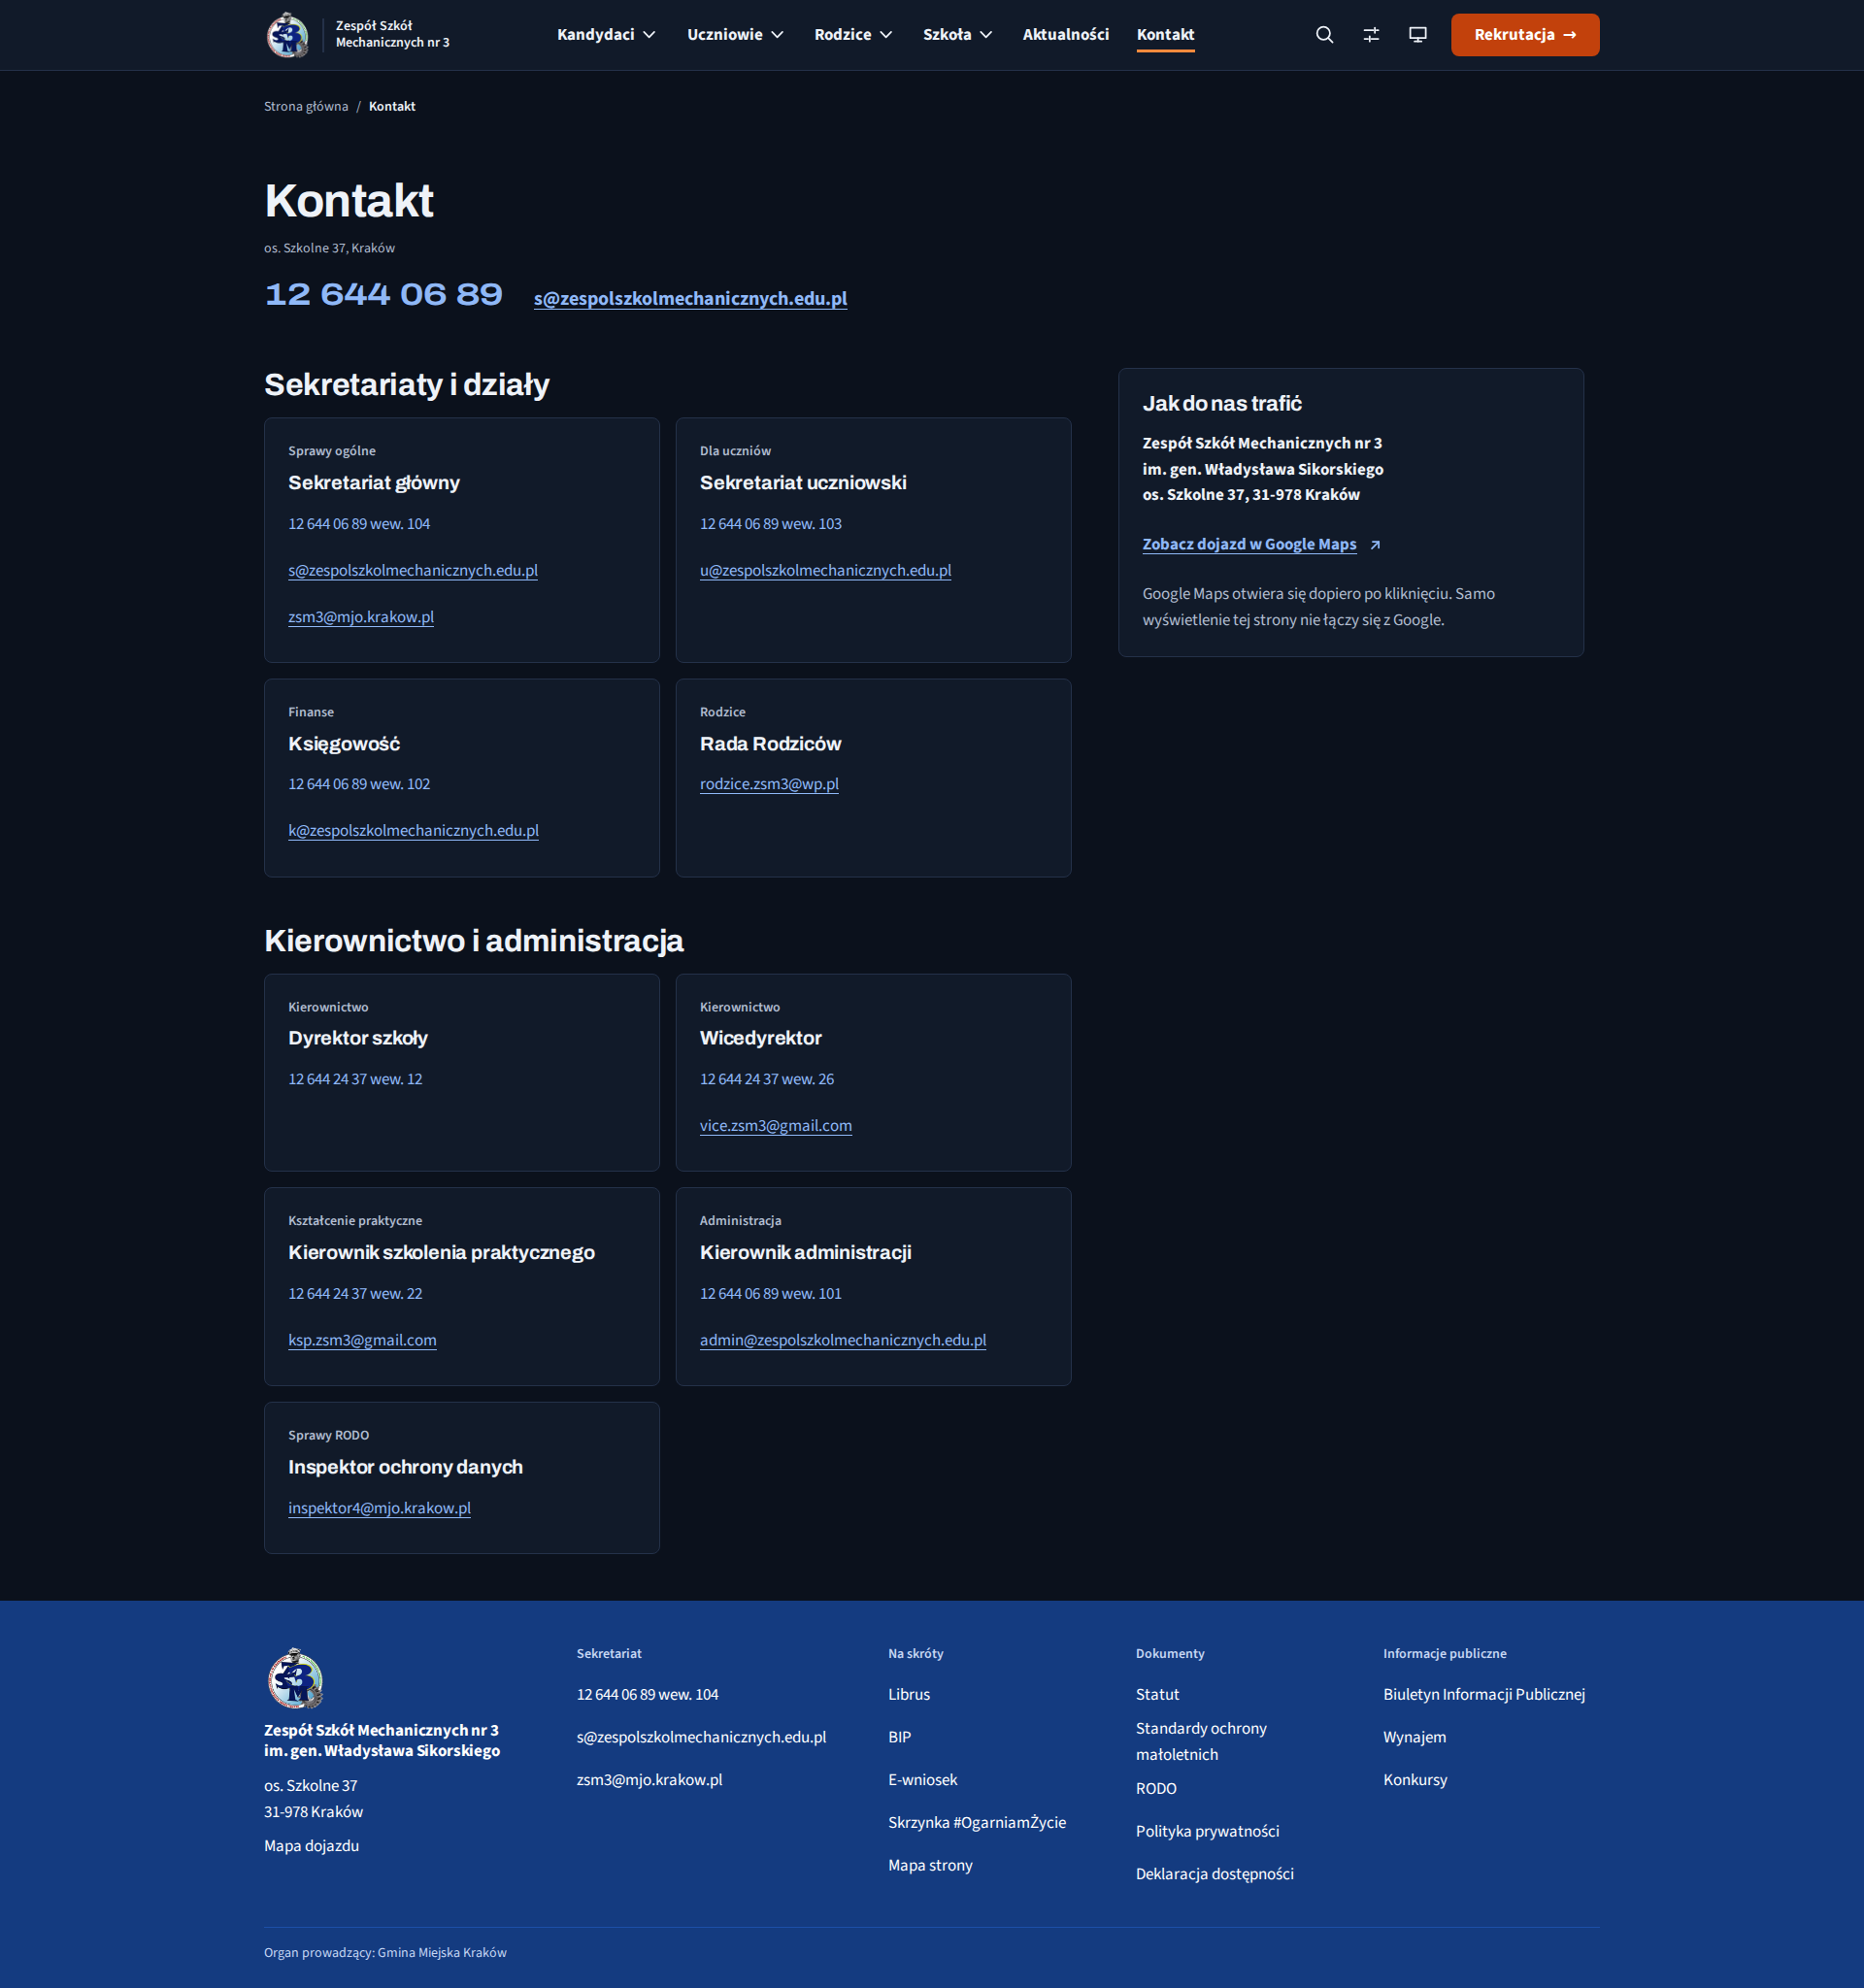 Zespół Szkół
Mechanicznych nr 3
Kandydaci
Uczniowie
Rodzice
Szkoła
Aktualności
Kontakt
Rekrutacja →
Strona główna / Kontakt
Kontakt
os. Szkolne 37, Kraków
12 644 06 89
s@zespolszkolmechanicznych.edu.pl
Sekretariaty i działy
Sprawy ogólne
Sekretariat główny
12 644 06 89 wew. 104
s@zespolszkolmechanicznych.edu.pl
zsm3@mjo.krakow.pl
Dla uczniów
Sekretariat uczniowski
12 644 06 89 wew. 103
u@zespolszkolmechanicznych.edu.pl
Finanse
Księgowość
12 644 06 89 wew. 102
k@zespolszkolmechanicznych.edu.pl
Rodzice
Rada Rodziców
rodzice.zsm3@wp.pl
Jak do nas trafić
Zespół Szkół Mechanicznych nr 3
im. gen. Władysława Sikorskiego
os. Szkolne 37, 31-978 Kraków
Zobacz dojazd w Google Maps
Google Maps otwiera się dopiero po kliknięciu. Samo
wyświetlenie tej strony nie łączy się z Google.
Kierownictwo i administracja
Kierownictwo
Dyrektor szkoły
12 644 24 37 wew. 12
Kierownictwo
Wicedyrektor
12 644 24 37 wew. 26
vice.zsm3@gmail.com
Kształcenie praktyczne
Kierownik szkolenia praktycznego
12 644 24 37 wew. 22
ksp.zsm3@gmail.com
Administracja
Kierownik administracji
12 644 06 89 wew. 101
admin@zespolszkolmechanicznych.edu.pl
Sprawy RODO
Inspektor ochrony danych
inspektor4@mjo.krakow.pl
Zespół Szkół Mechanicznych nr 3
im. gen. Władysława Sikorskiego
os. Szkolne 37
31-978 Kraków
Mapa dojazdu
Sekretariat
12 644 06 89 wew. 104
s@zespolszkolmechanicznych.edu.pl
zsm3@mjo.krakow.pl
Na skróty
Librus
BIP
E-wniosek
Skrzynka #OgarniamŻycie
Mapa strony
Dokumenty
Statut
Standardy ochrony
małoletnich
RODO
Polityka prywatności
Deklaracja dostępności
Informacje publiczne
Biuletyn Informacji Publicznej
Wynajem
Konkursy
Organ prowadzący: Gmina Miejska Kraków